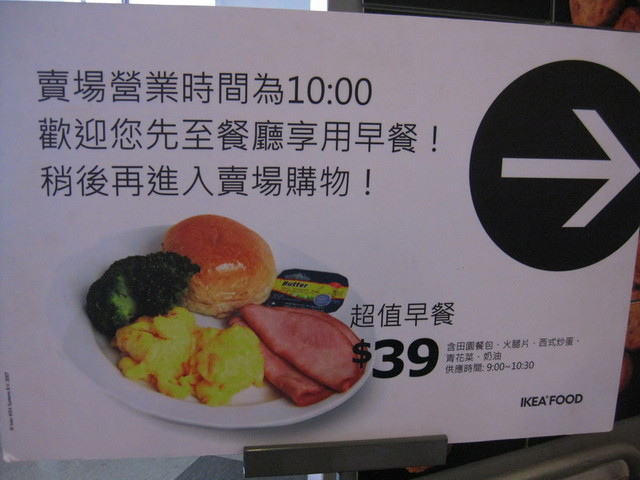 賣場營業時間為10:00
歡迎您先至餐廳享用早餐！
稍後再進入賣場購物！
Butter
超值早餐
$39
含田園餐包、火腿片、西式炒蛋、
青花菜、奶油
供應時間: 9:00~10:30
IKEA FOOD